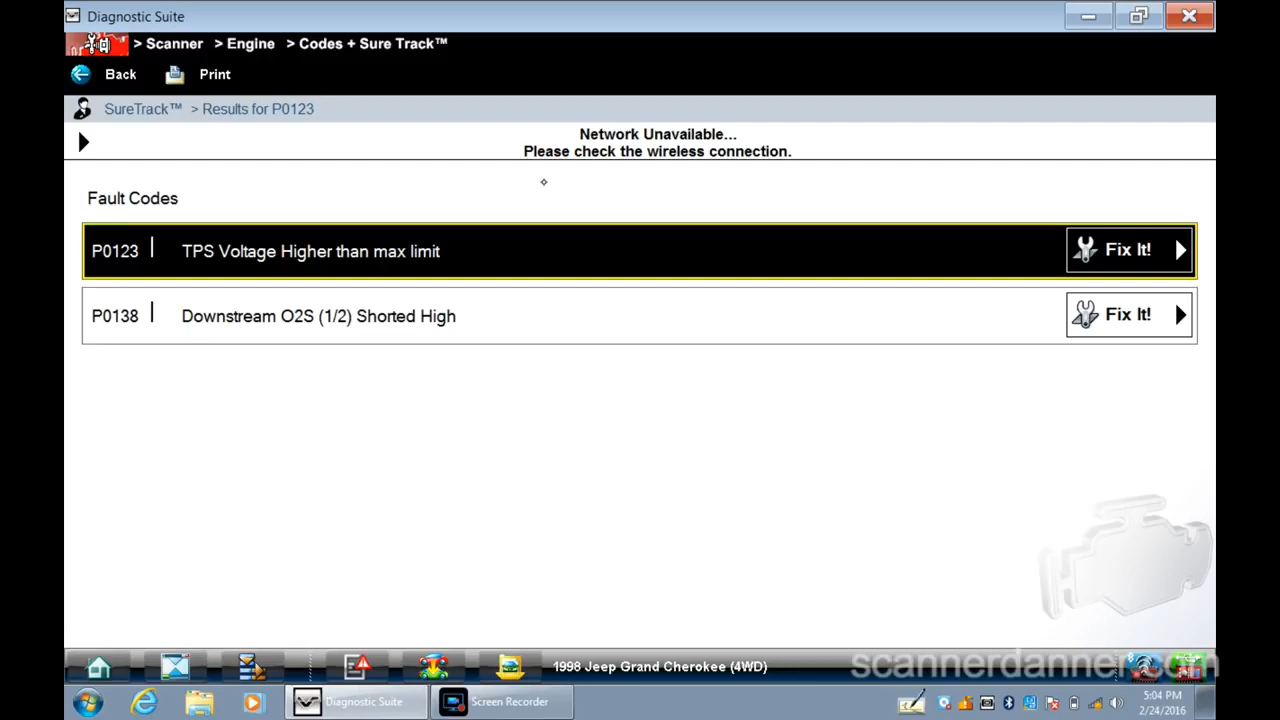 Diagnostic Suite
> Scanner > Engine > Codes + Sure Track™
Back Print
SureTrack™ > Results for P0123
Network Unavailable...
Please check the wireless connection.
Fault Codes
P0123 TPS Voltage Higher than max limit Fix It!
P0138 Downstream O2S (1/2) Shorted High Fix It!
1998 Jeep Grand Cherokee (4WD)
scannerdanner.com
Diagnostic Suite Screen Recorder 5:04 PM
2/24/2016